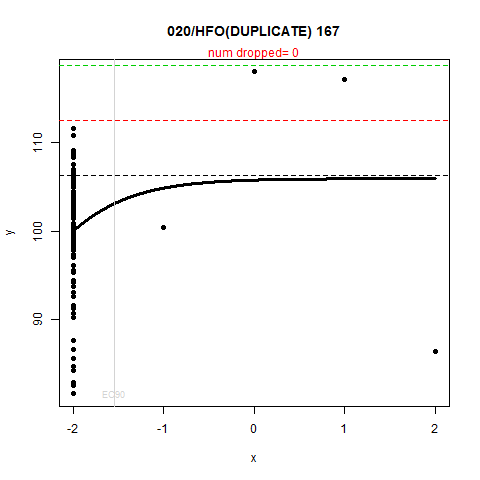 020/HFO(DUPLICATE) 167
num dropped= 0
110
100
90
y
EC90
-2 -1 0 1 2
x